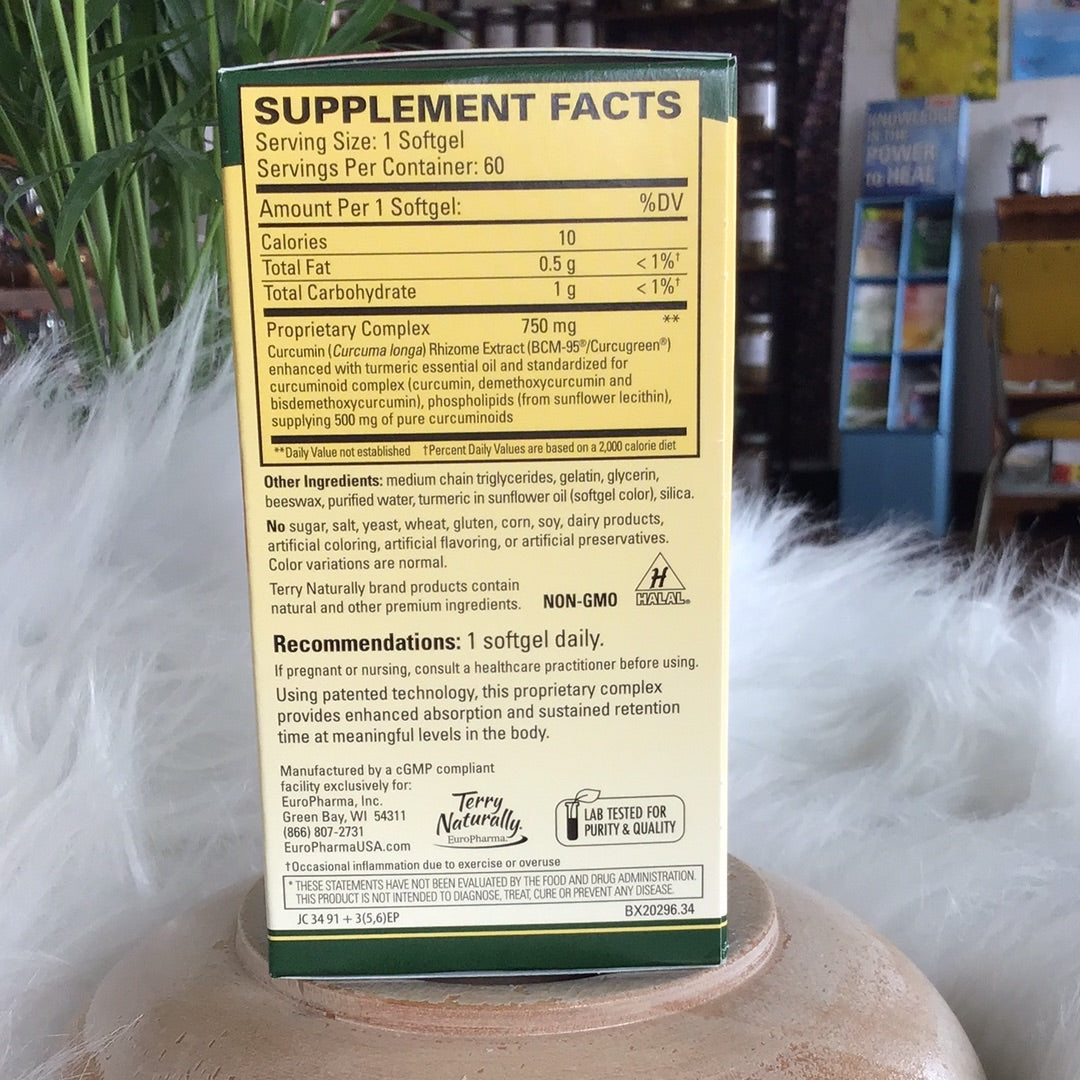 SUPPLEMENT FACTS
Serving Size: 1 Softgel
Servings Per Container: 60
Amount Per 1 Softgel: %DV
Calories 10
Total Fat 0.5 g < 1%†
Total Carbohydrate 1 g < 1%†
Proprietary Complex 750 mg **
Curcumin (Curcuma longa) Rhizome Extract (BCM-95®/Curcugreen®)
enhanced with turmeric essential oil and standardized for
curcuminoid complex (curcumin, demethoxycurcumin and
bisdemethoxycurcumin), phospholipids (from sunflower lecithin),
supplying 500 mg of pure curcuminoids
**Daily Value not established †Percent Daily Values are based on a 2,000 calorie diet
Other Ingredients: medium chain triglycerides, gelatin, glycerin,
beeswax, purified water, turmeric in sunflower oil (softgel color), silica.
No sugar, salt, yeast, wheat, gluten, corn, soy, dairy products,
artificial coloring, artificial flavoring, or artificial preservatives.
Color variations are normal.
Terry Naturally brand products contain
natural and other premium ingredients.
NON-GMO
H
HALAL®
Recommendations: 1 softgel daily.
If pregnant or nursing, consult a healthcare practitioner before using.
Using patented technology, this proprietary complex
provides enhanced absorption and sustained retention
time at meaningful levels in the body.
Manufactured by a cGMP compliant
facility exclusively for:
EuroPharma, Inc.
Green Bay, WI 54311
(866) 807-2731
EuroPharmaUSA.com
Terry
Naturally.
EuroPharma.
LAB TESTED FOR
PURITY & QUALITY
†Occasional inflammation due to exercise or overuse
* THESE STATEMENTS HAVE NOT BEEN EVALUATED BY THE FOOD AND DRUG ADMINISTRATION.
THIS PRODUCT IS NOT INTENDED TO DIAGNOSE, TREAT, CURE OR PREVENT ANY DISEASE.
JC 34 91 + 3(5,6)EP
BX20296.34
KNOWLEDGE
IS THE
POWER
to HEAL